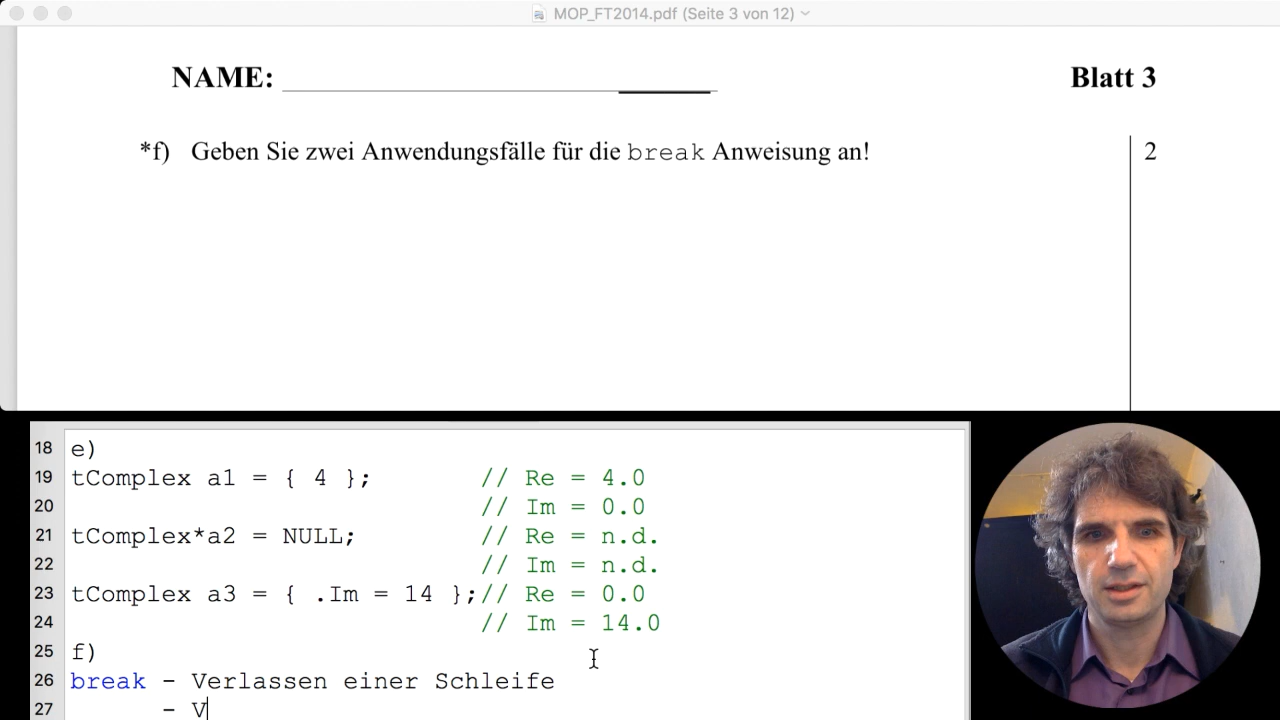 MOP_FT2014.pdf (Seite 3 von 12)
NAME: Blatt 3
*f) Geben Sie zwei Anwendungsfälle für die break Anweisung an! 2
18 e)
19 tComplex a1 = { 4 }; // Re = 4.0
20 // Im = 0.0
21 tComplex*a2 = NULL; // Re = n.d.
22 // Im = n.d.
23 tComplex a3 = { .Im = 14 };// Re = 0.0
24 // Im = 14.0
25 f)
26 break - Verlassen einer Schleife
27 - V